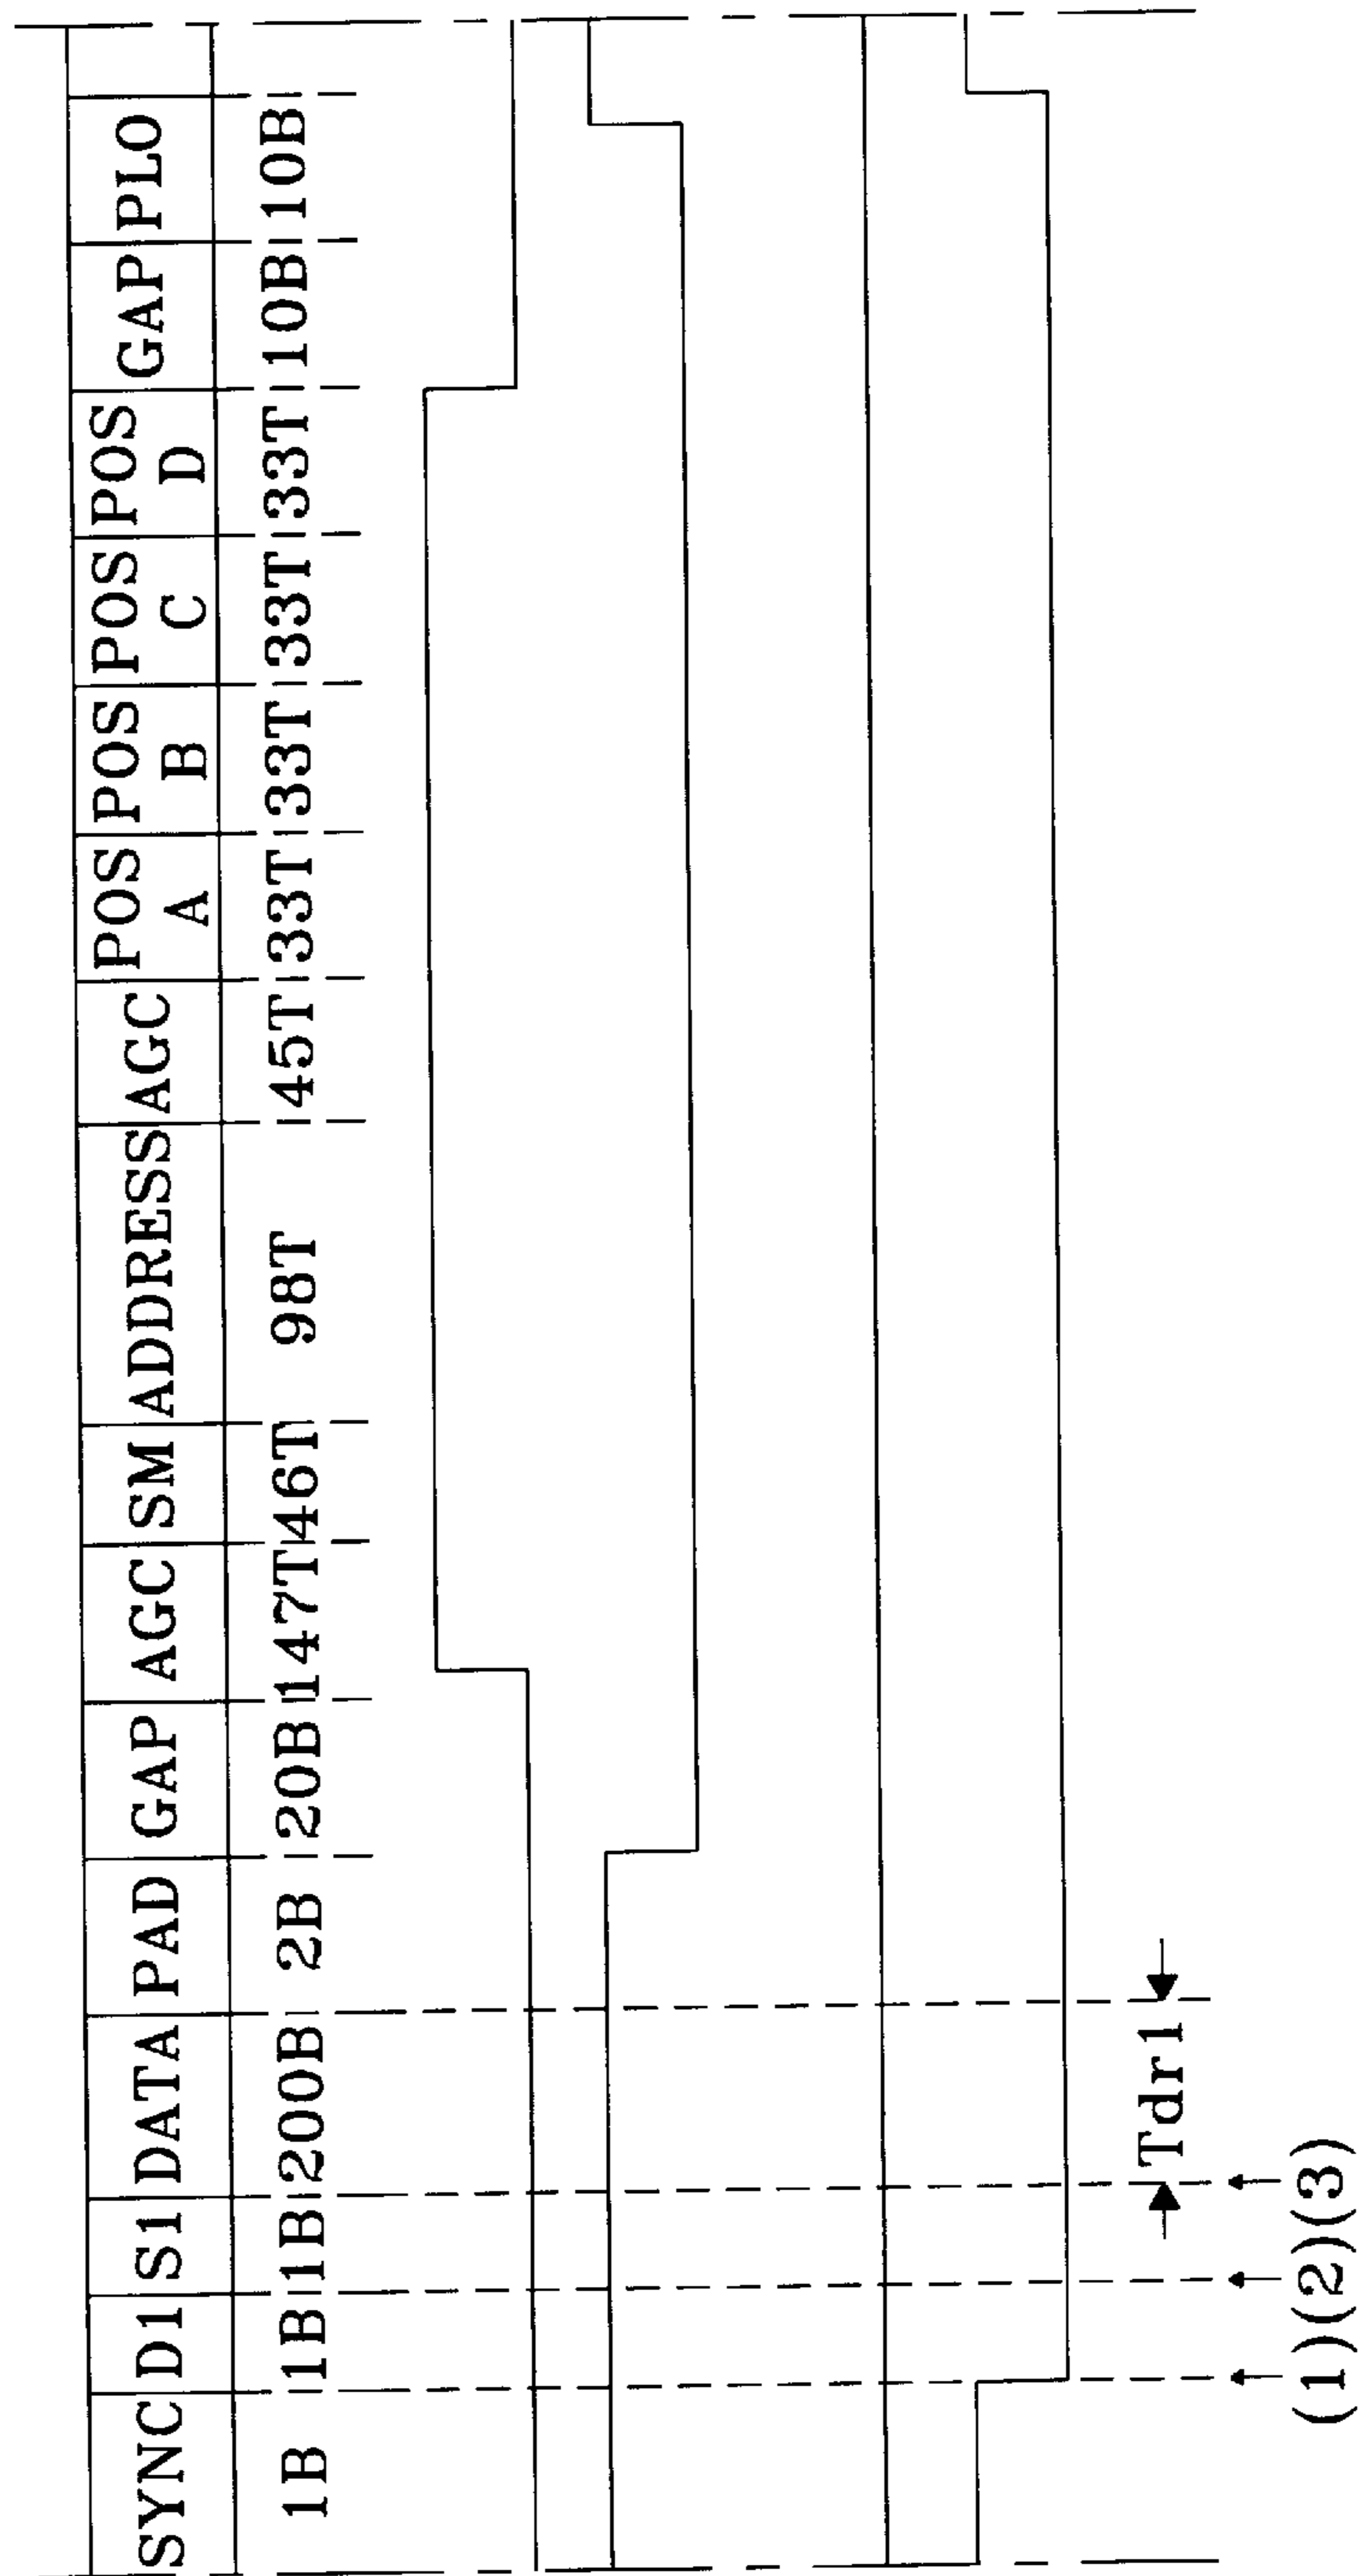 SYNC D1 S1 DATA PAD GAP AGC SM ADDRESS AGC POS POS POS POS GAP PLO
A B C D
1B 1B 1B 200B 2B 20B 147T 46T 98T 45T 33T 33T 33T 33T 10B 10B
Tdr1
(1)(2)(3)